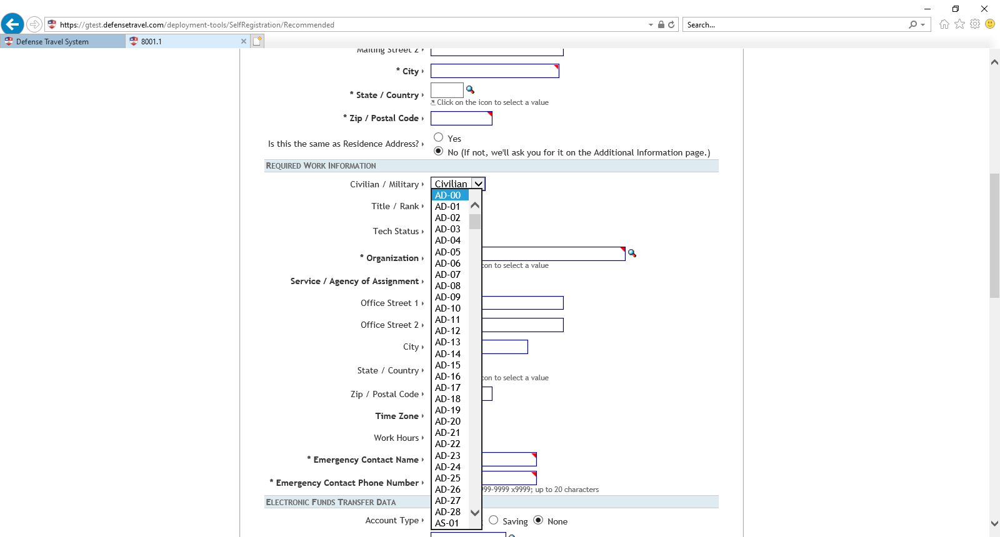 https://gtest.defensetravel.com/deployment-tools/SelfRegistration/Recommended
Search...
Defense Travel System
8001.1
Mailing Street 2
* City
* State / Country
Click on the icon to select a value
* Zip / Postal Code
Is this the same as Residence Address?
Yes
No (If not, we'll ask you for it on the Additional Information page.)
REQUIRED WORK INFORMATION
Civilian / Military
Civilian
Title / Rank
Tech Status
* Organization
icon to select a value
Service / Agency of Assignment
Office Street 1
Office Street 2
City
State / Country
icon to select a value
Zip / Postal Code
Time Zone
Work Hours
* Emergency Contact Name
* Emergency Contact Phone Number
999-9999 x9999; up to 20 characters
AD-00
AD-01
AD-02
AD-03
AD-04
AD-05
AD-06
AD-07
AD-08
AD-09
AD-10
AD-11
AD-12
AD-13
AD-14
AD-15
AD-16
AD-17
AD-18
AD-19
AD-20
AD-21
AD-22
AD-23
AD-24
AD-25
AD-26
AD-27
AD-28
AS-01
ELECTRONIC FUNDS TRANSFER DATA
Account Type
Saving
None